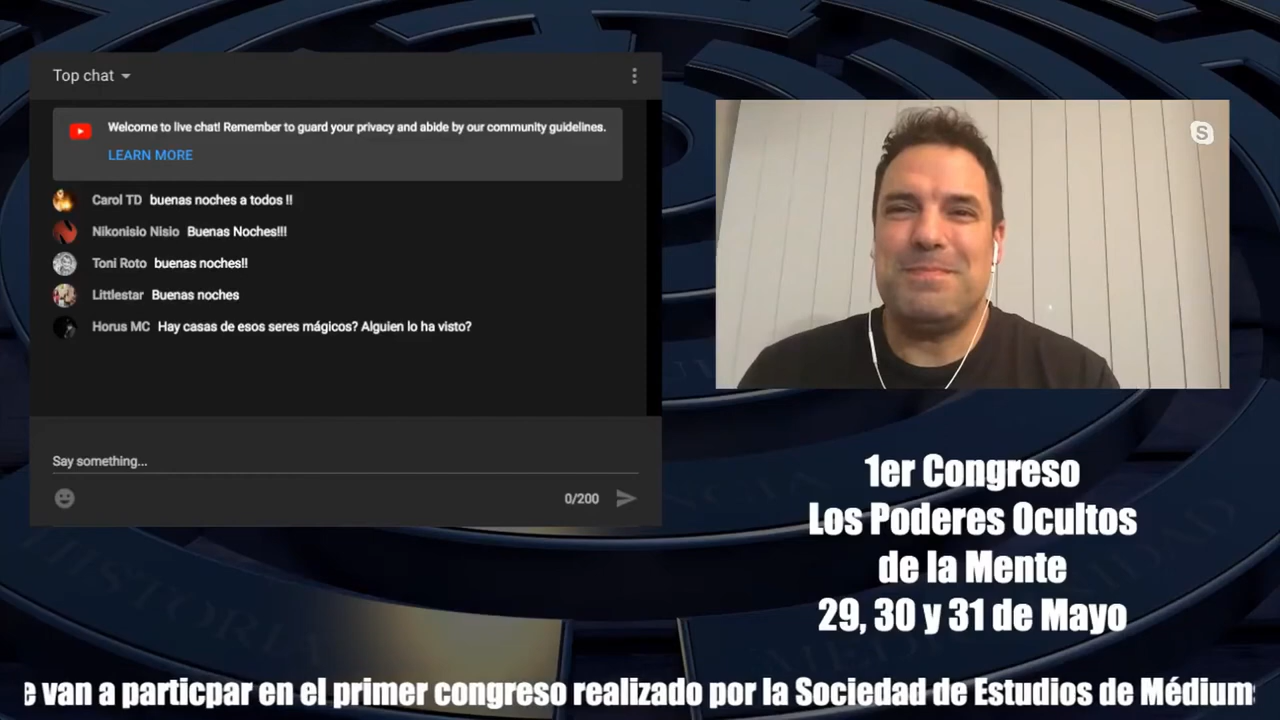 Top chat
Welcome to live chat! Remember to guard your privacy and abide by our community guidelines.
LEARN MORE
Carol TD buenas noches a todos !!
Nikonisio Nisio Buenas Noches!!!
Toni Roto buenas noches!!
Littlestar Buenas noches
Horus MC Hay casas de esos seres mágicos? Alguien lo ha visto?
Say something...
0/200
S
1er Congreso
Los Poderes Ocultos
de la Mente
29, 30 y 31 de Mayo
e van a particpar en el primer congreso realizado por la Sociedad de Estudios de Médiums